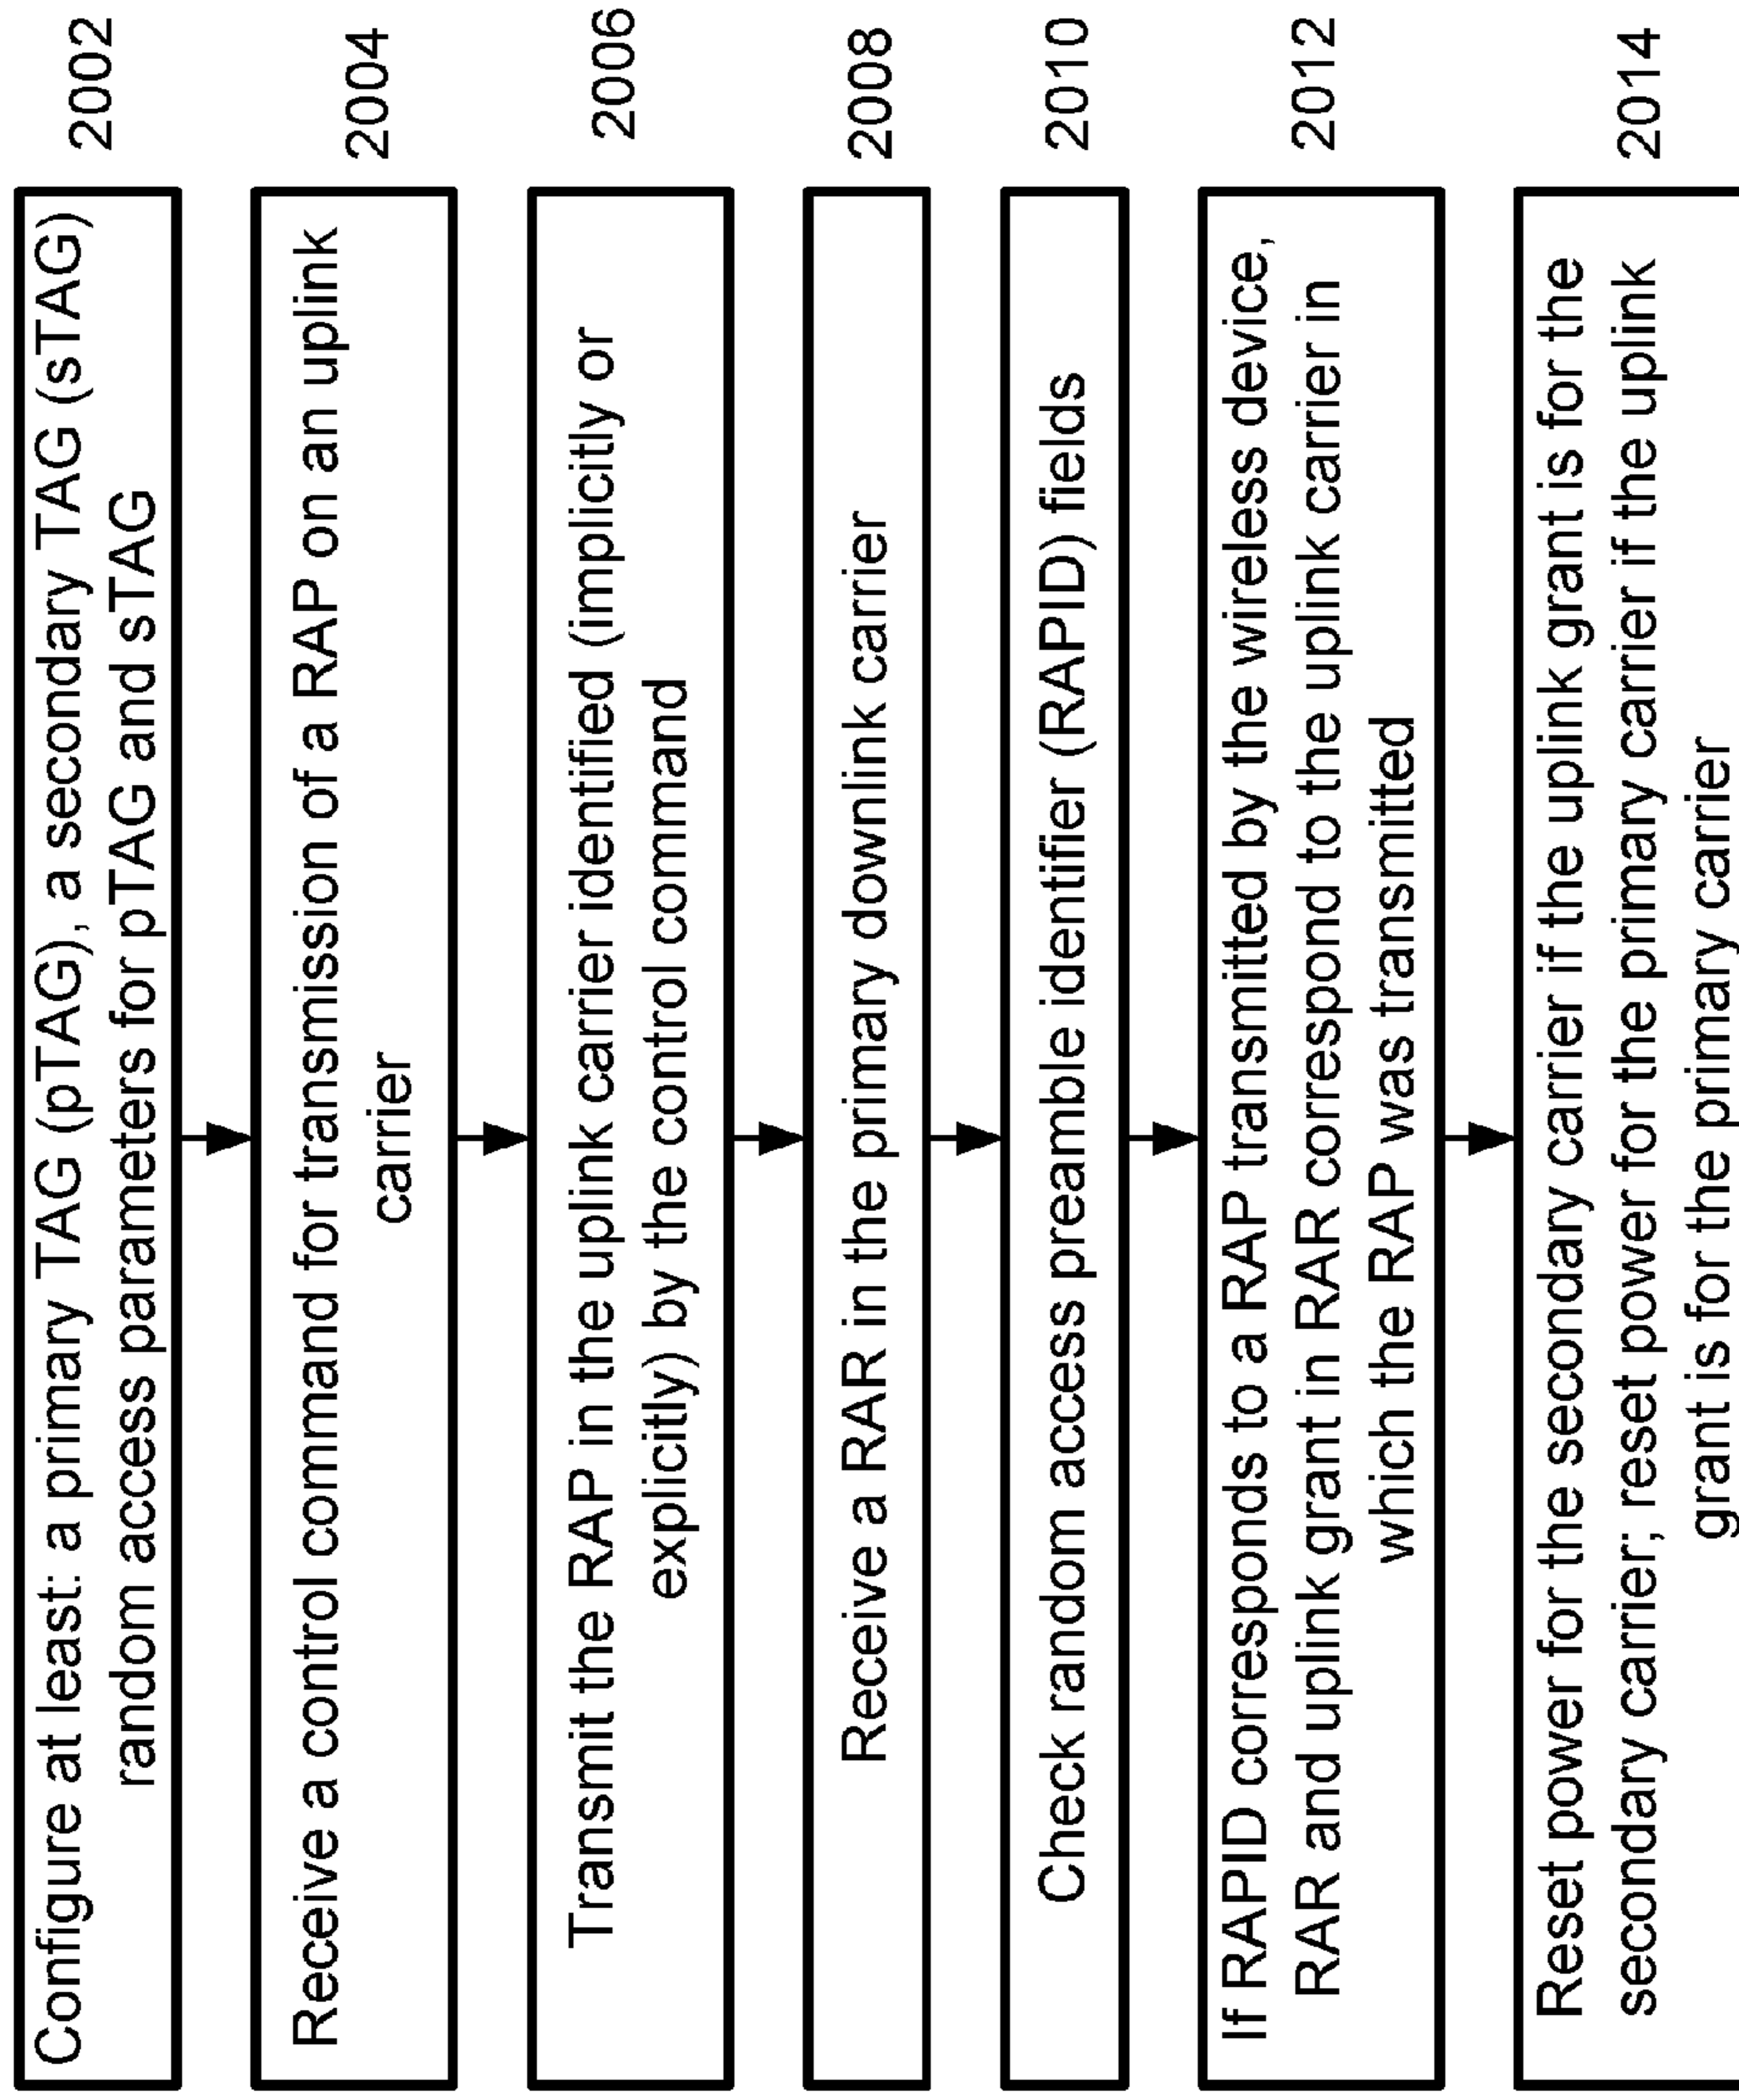 Configure at least: a primary TAG (pTAG), a secondary TAG (sTAG)
random access parameters for pTAG and sTAG
2002
Receive a control command for transmission of a RAP on an uplink
carrier
2004
Transmit the RAP in the uplink carrier identified (implicitly or
explicitly) by the control command
2006
Receive a RAR in the primary downlink carrier
2008
Check random access preamble identifier (RAPID) fields
2010
If RAPID corresponds to a RAP transmitted by the wireless device,
RAR and uplink grant in RAR correspond to the uplink carrier in
which the RAP was transmitted
2012
Reset power for the secondary carrier if the uplink grant is for the
secondary carrier; reset power for the primary carrier if the uplink
grant is for the primary carrier
2014